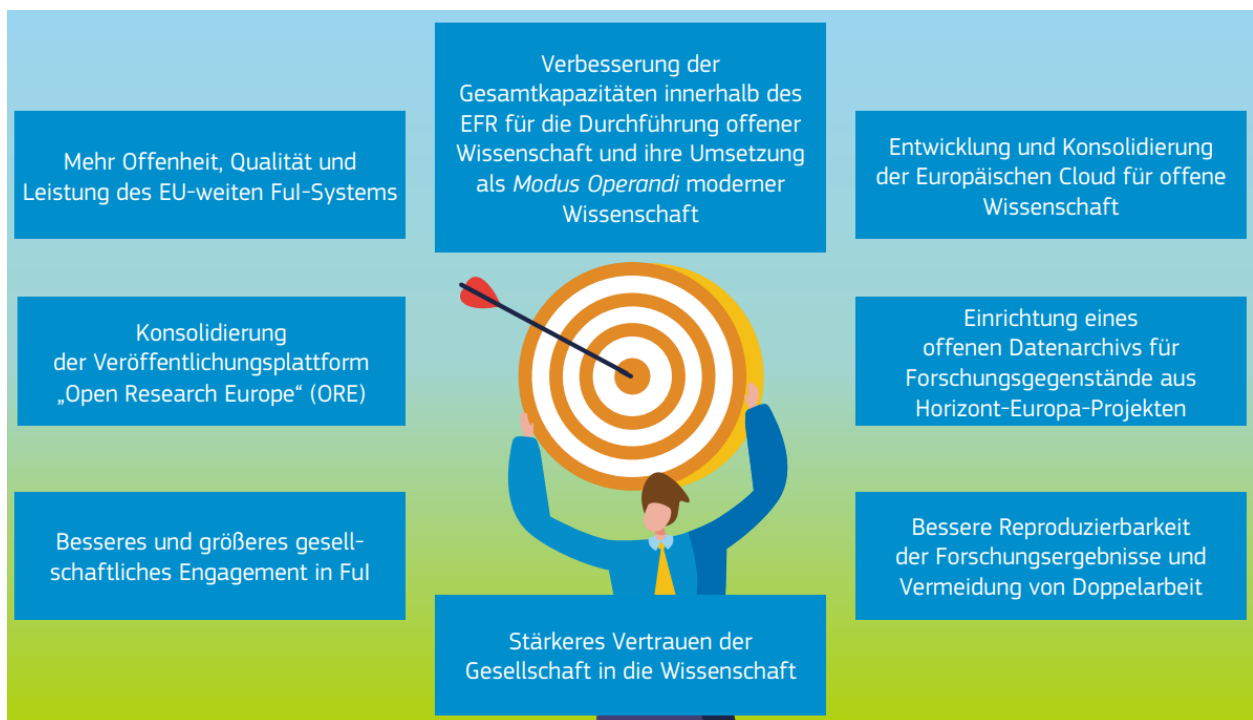 Verbesserung der
Gesamtkapazitäten innerhalb des
EFR für die Durchführung offener
Wissenschaft und ihre Umsetzung
als Modus Operandi moderner
Wissenschaft
Mehr Offenheit, Qualität und
Leistung des EU-weiten FuI-Systems
Entwicklung und Konsolidierung
der Europäischen Cloud für offene
Wissenschaft
Konsolidierung
der Veröffentlichungsplattform
„Open Research Europe“ (ORE)
Einrichtung eines
offenen Datenarchivs für
Forschungsgegenstände aus
Horizont-Europa-Projekten
Besseres und größeres gesell-
schaftliches Engagement in FuI
Bessere Reproduzierbarkeit
der Forschungsergebnisse und
Vermeidung von Doppelarbeit
Stärkeres Vertrauen der
Gesellschaft in die Wissenschaft